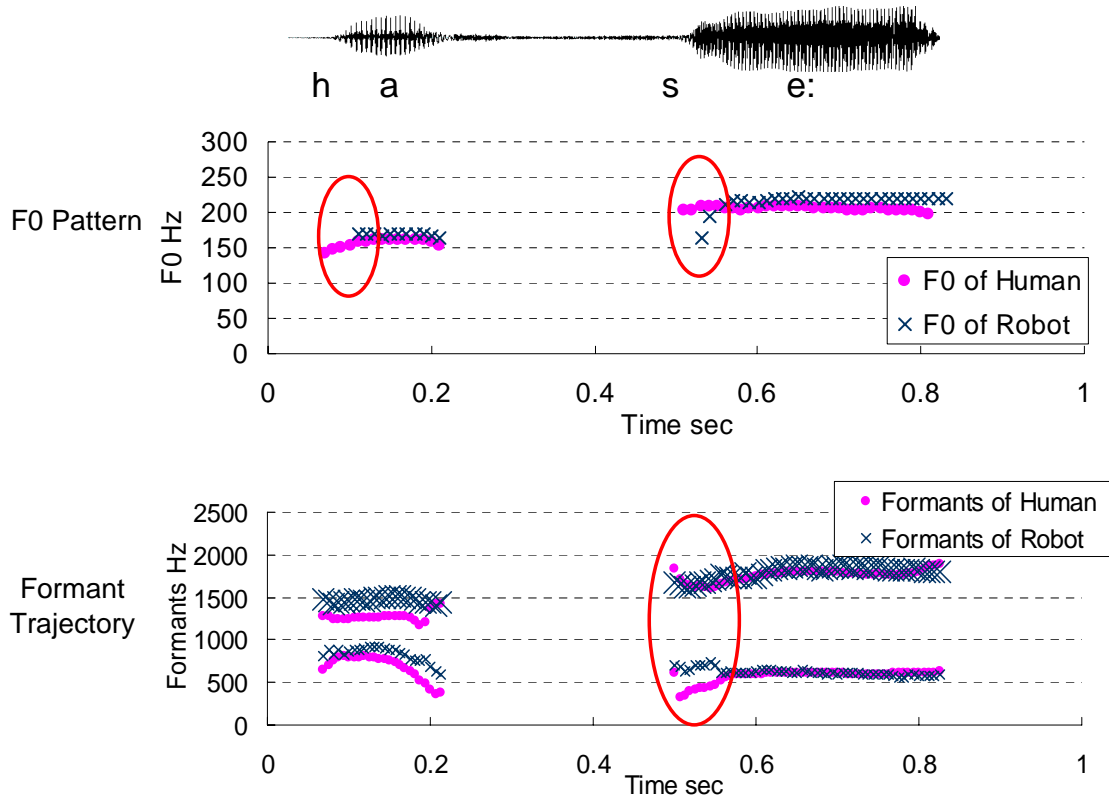 h a s e:
F0 Pattern
F0 Hz
300
250
200
150
100
50
0
F0 of Human
F0 of Robot
0 0.2 0.4 0.6 0.8 1
Time sec
Formant
Trajectory
Formants Hz
2500
2000
1500
1000
500
0
Formants of Human
Formants of Robot
0 0.2 0.4 0.6 0.8 1
Time sec